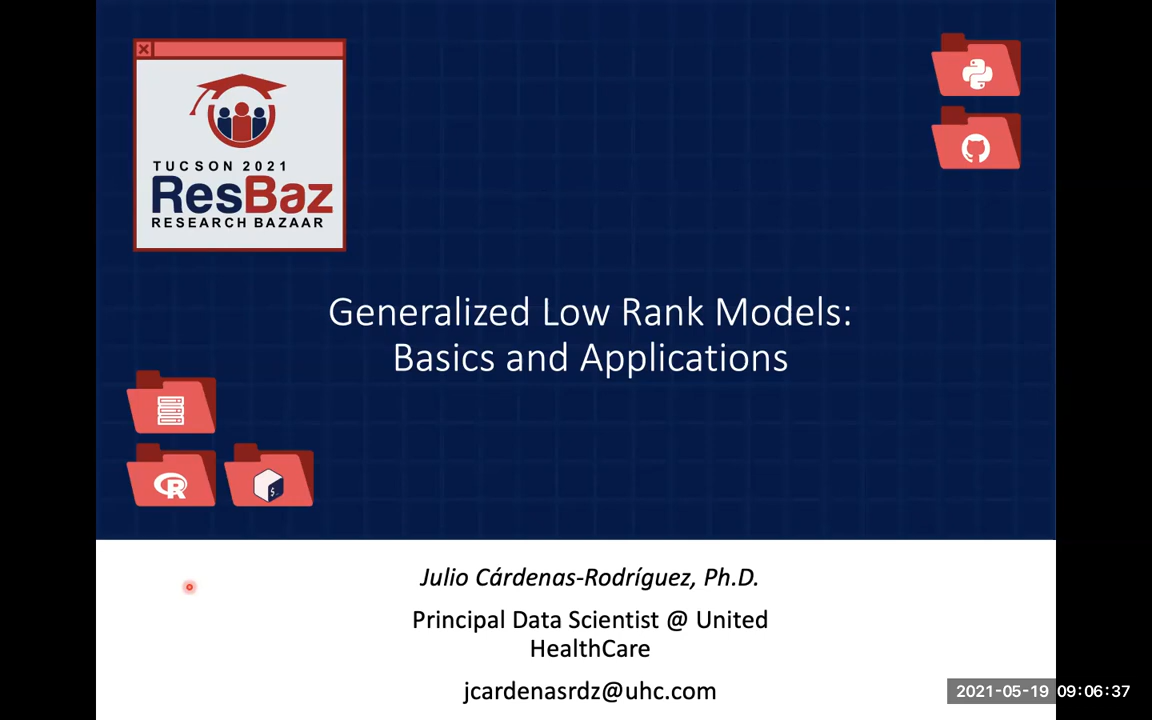 TUCSON 2021
ResBaz
RESEARCH BAZAAR
Generalized Low Rank Models:
Basics and Applications
R
$_
Julio Cárdenas-Rodríguez, Ph.D.
Principal Data Scientist @ United
HealthCare
jcardenasrdz@uhc.com
2021-05-19 09:06:37